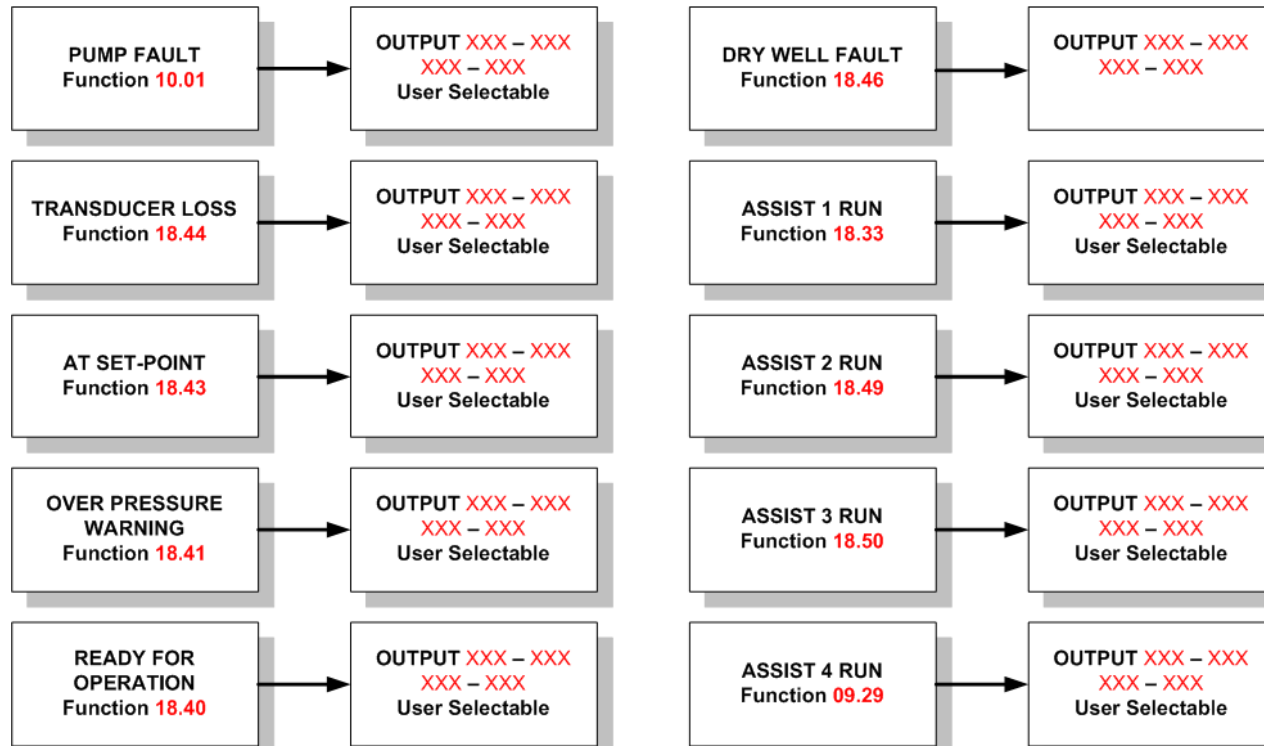 PUMP FAULT
Function 10.01
OUTPUT XXX – XXX
XXX – XXX
User Selectable
DRY WELL FAULT
Function 18.46
OUTPUT XXX – XXX
XXX – XXX
TRANSDUCER LOSS
Function 18.44
OUTPUT XXX – XXX
XXX – XXX
User Selectable
ASSIST 1 RUN
Function 18.33
OUTPUT XXX – XXX
XXX – XXX
User Selectable
AT SET-POINT
Function 18.43
OUTPUT XXX – XXX
XXX – XXX
User Selectable
ASSIST 2 RUN
Function 18.49
OUTPUT XXX – XXX
XXX – XXX
User Selectable
OVER PRESSURE
WARNING
Function 18.41
OUTPUT XXX – XXX
XXX – XXX
User Selectable
ASSIST 3 RUN
Function 18.50
OUTPUT XXX – XXX
XXX – XXX
User Selectable
READY FOR
OPERATION
Function 18.40
OUTPUT XXX – XXX
XXX – XXX
User Selectable
ASSIST 4 RUN
Function 09.29
OUTPUT XXX – XXX
XXX – XXX
User Selectable